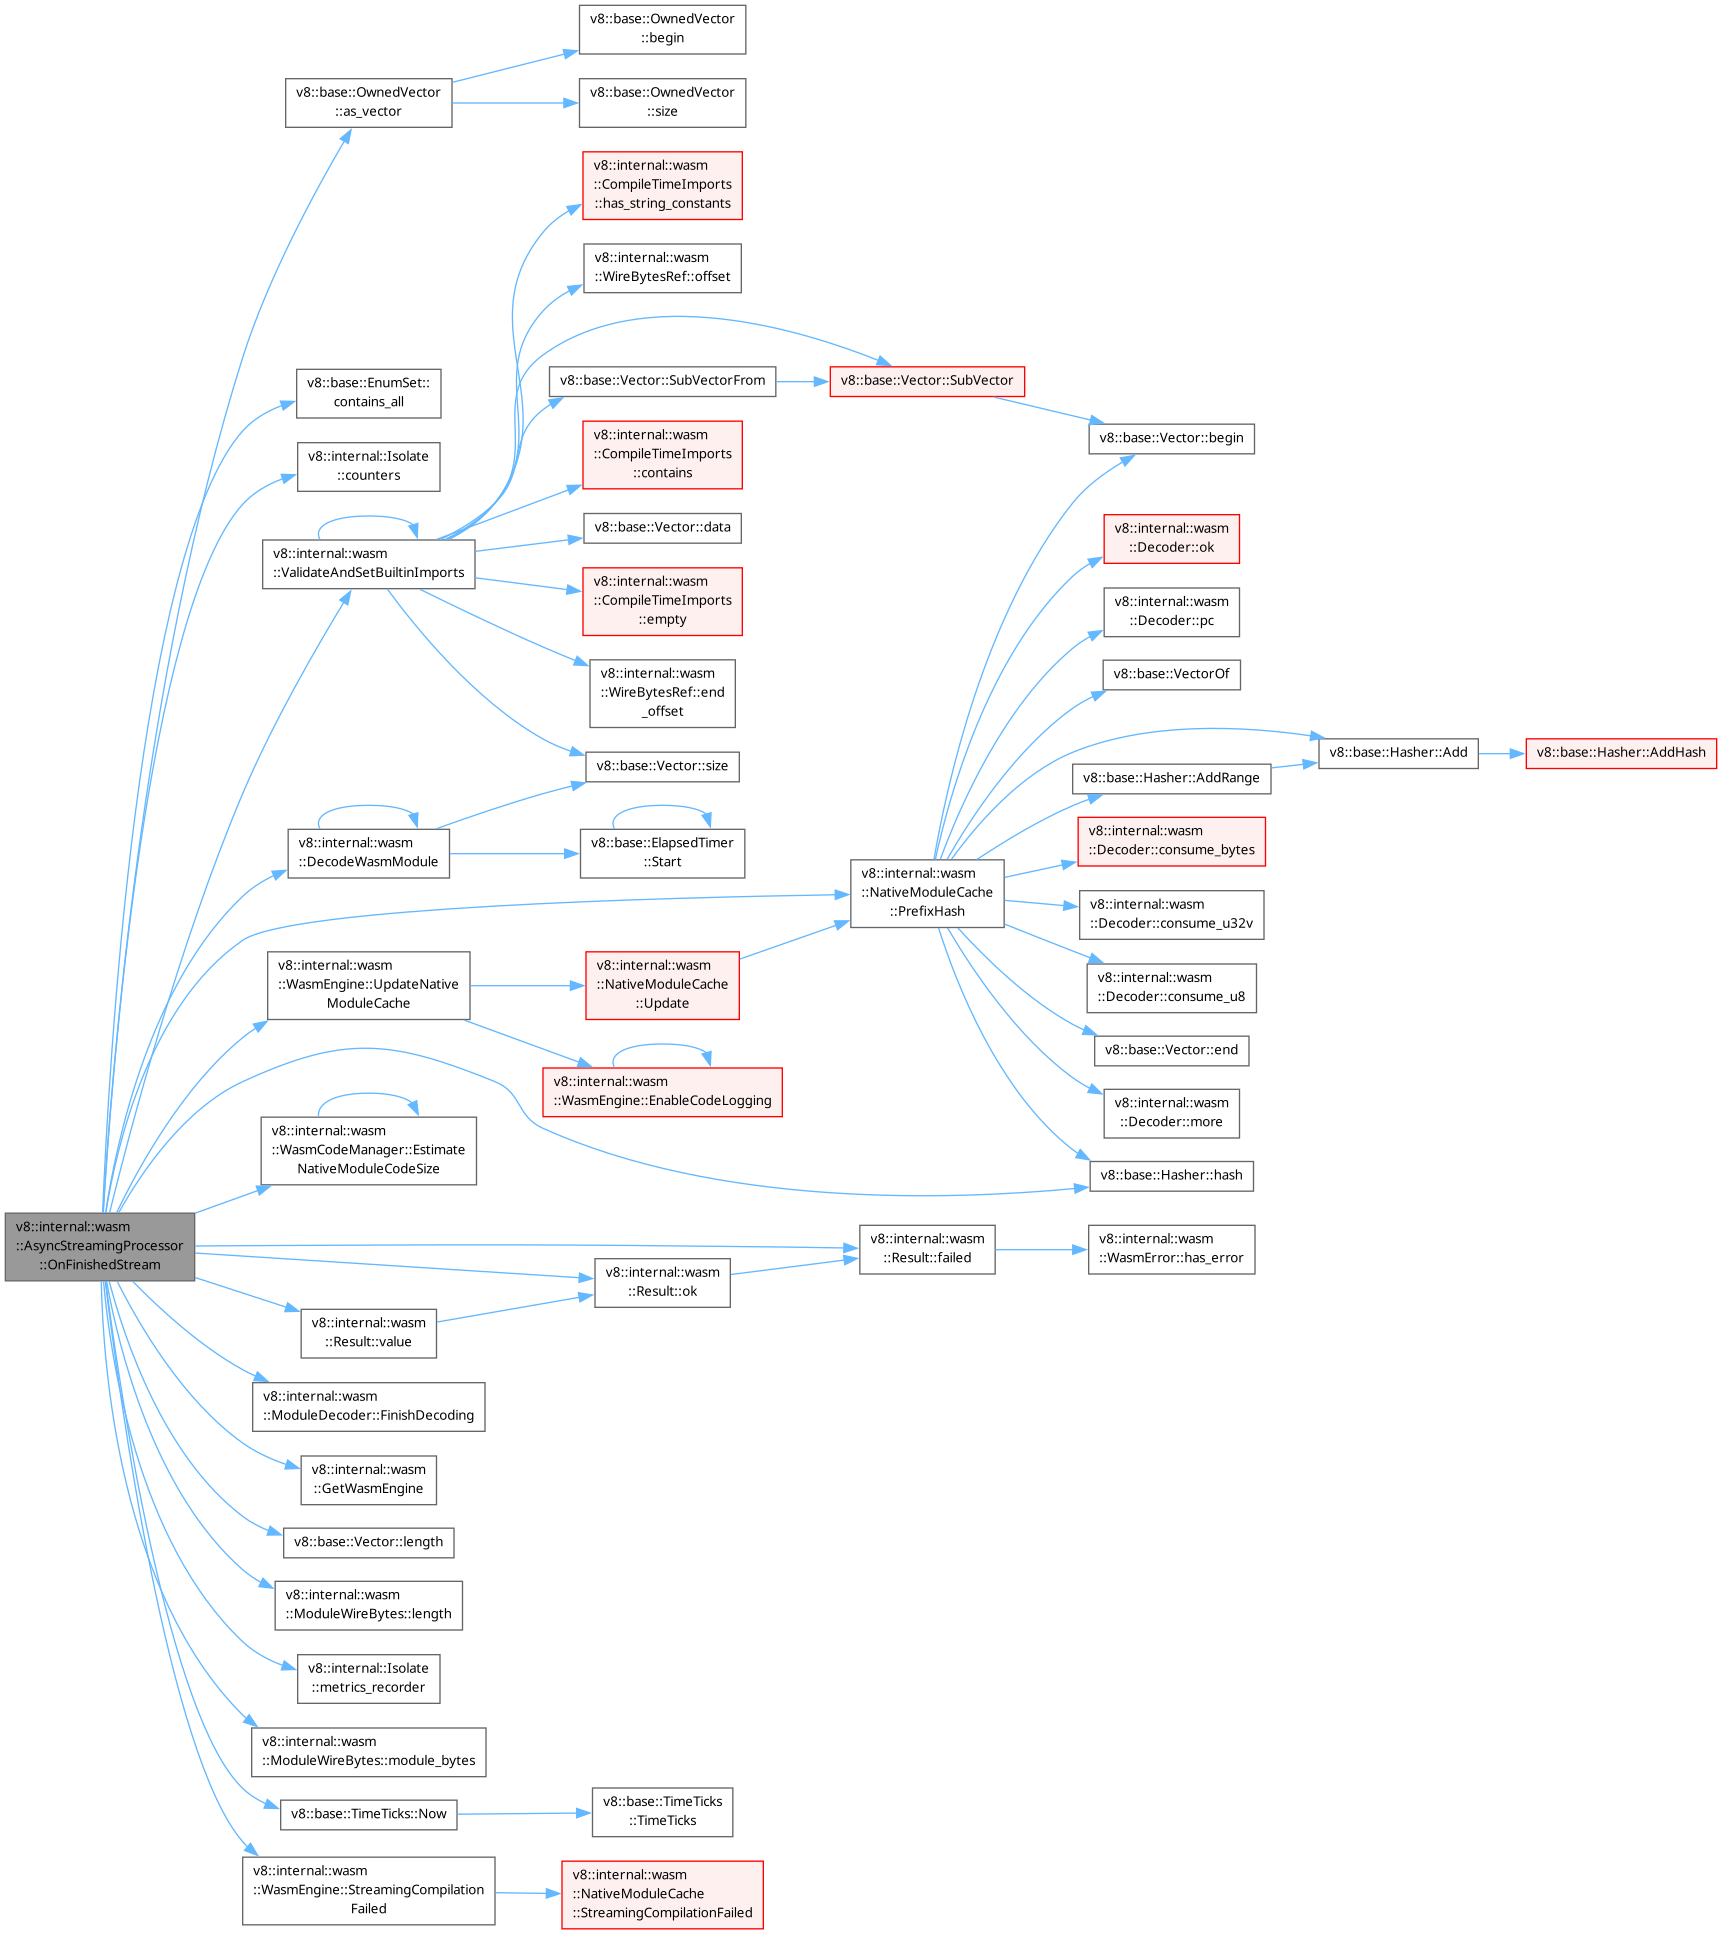 v8::base::OwnedVector
::begin
v8::base::OwnedVector
::as_vector
v8::base::OwnedVector
::size
v8::internal::wasm
::CompileTimeImports
::has_string_constants
v8::internal::wasm
::WireBytesRef::offset
v8::base::EnumSet::
contains_all
v8::base::Vector::SubVectorFrom
v8::base::Vector::SubVector
v8::base::Vector::begin
v8::internal::Isolate
::counters
v8::internal::wasm
::CompileTimeImports
::contains
v8::internal::wasm
::ValidateAndSetBuiltinImports
v8::base::Vector::data
v8::internal::wasm
::Decoder::ok
v8::internal::wasm
::CompileTimeImports
::empty
v8::internal::wasm
::Decoder::pc
v8::internal::wasm
::WireBytesRef::end
_offset
v8::base::VectorOf
v8::base::Vector::size
v8::base::Hasher::Add
v8::base::Hasher::AddHash
v8::base::Hasher::AddRange
v8::internal::wasm
::DecodeWasmModule
v8::base::ElapsedTimer
::Start
v8::internal::wasm
::Decoder::consume_bytes
v8::internal::wasm
::NativeModuleCache
::PrefixHash
v8::internal::wasm
::Decoder::consume_u32v
v8::internal::wasm
::WasmEngine::UpdateNative
ModuleCache
v8::internal::wasm
::NativeModuleCache
::Update
v8::internal::wasm
::Decoder::consume_u8
v8::base::Vector::end
v8::internal::wasm
::WasmEngine::EnableCodeLogging
v8::internal::wasm
::Decoder::more
v8::internal::wasm
::WasmCodeManager::Estimate
NativeModuleCodeSize
v8::base::Hasher::hash
v8::internal::wasm
::AsyncStreamingProcessor
::OnFinishedStream
v8::internal::wasm
::Result::failed
v8::internal::wasm
::WasmError::has_error
v8::internal::wasm
::Result::ok
v8::internal::wasm
::Result::value
v8::internal::wasm
::ModuleDecoder::FinishDecoding
v8::internal::wasm
::GetWasmEngine
v8::base::Vector::length
v8::internal::wasm
::ModuleWireBytes::length
v8::internal::Isolate
::metrics_recorder
v8::internal::wasm
::ModuleWireBytes::module_bytes
v8::base::TimeTicks::Now
v8::base::TimeTicks
::TimeTicks
v8::internal::wasm
::WasmEngine::StreamingCompilation
Failed
v8::internal::wasm
::NativeModuleCache
::StreamingCompilationFailed